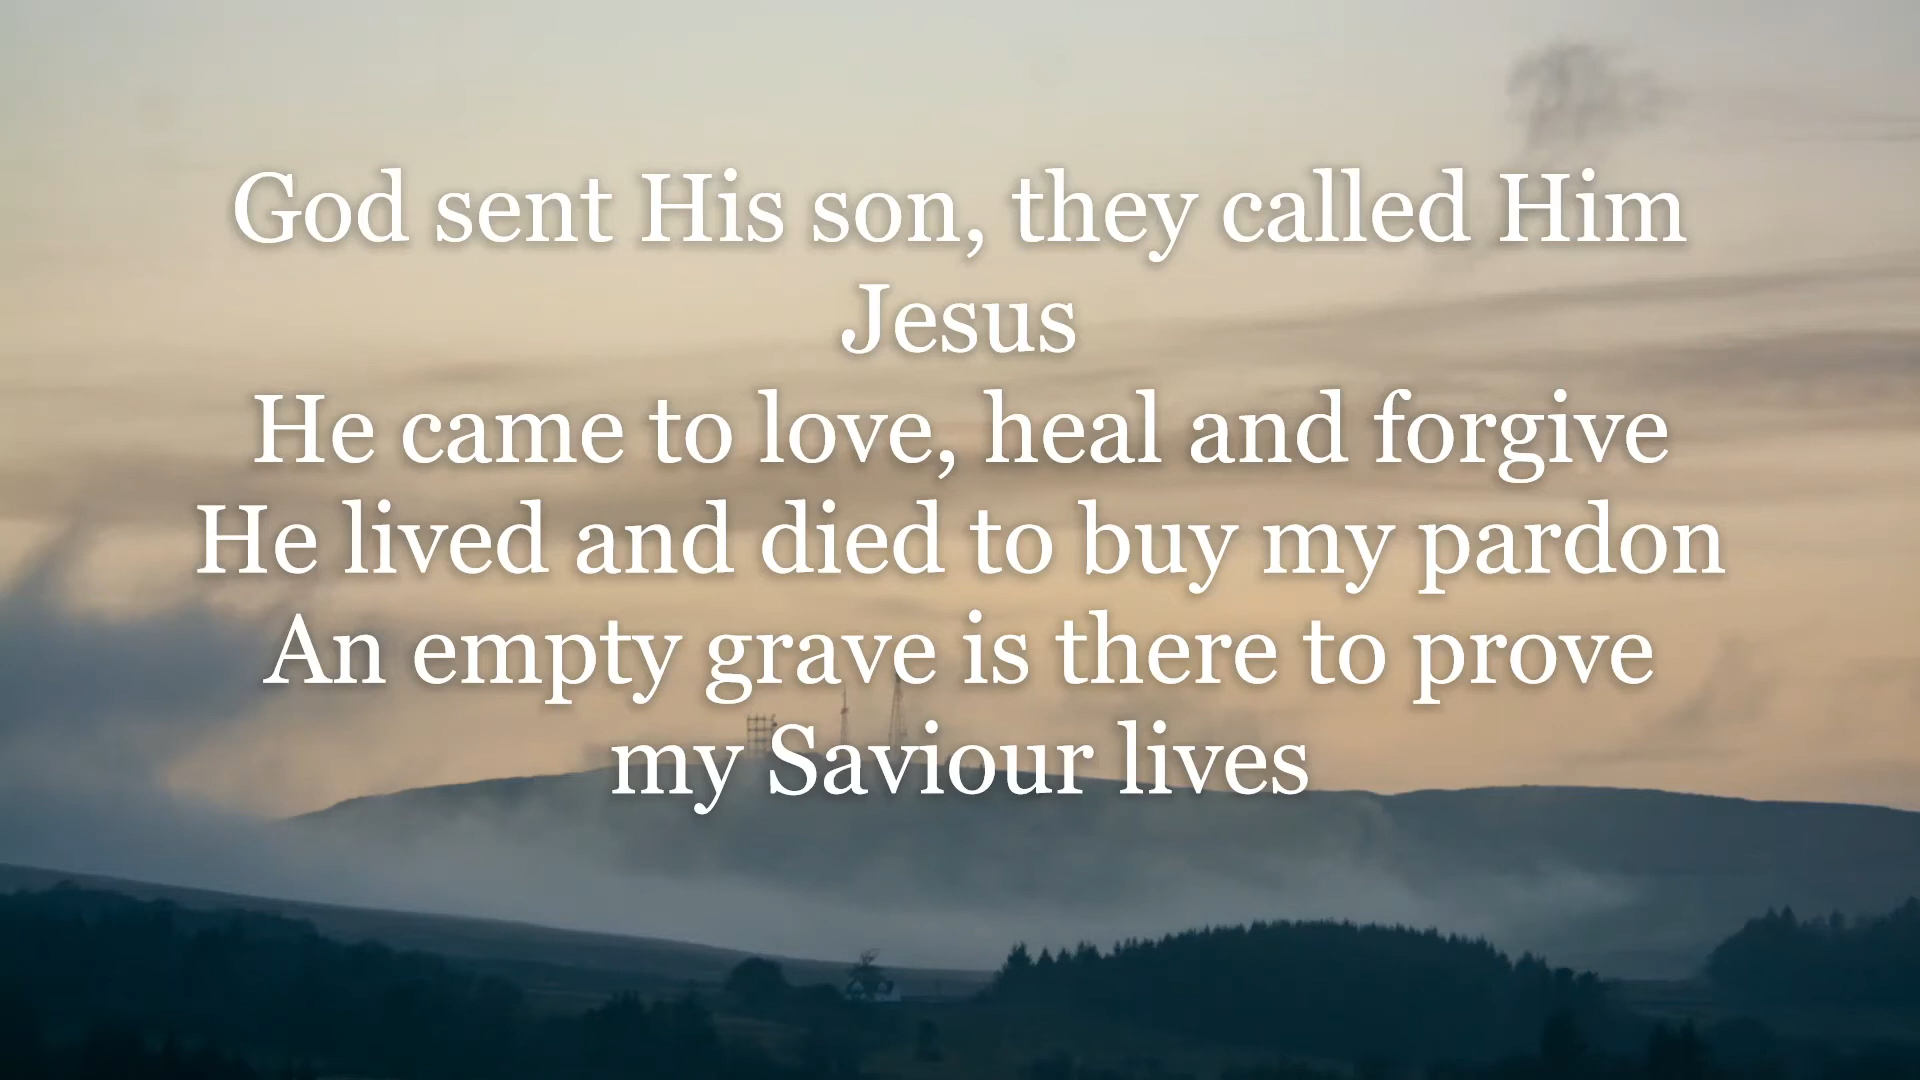 God sent His son, they called Him
Jesus
He came to love, heal and forgive
He lived and died to buy my pardon
An empty grave is there to prove
my Saviour lives